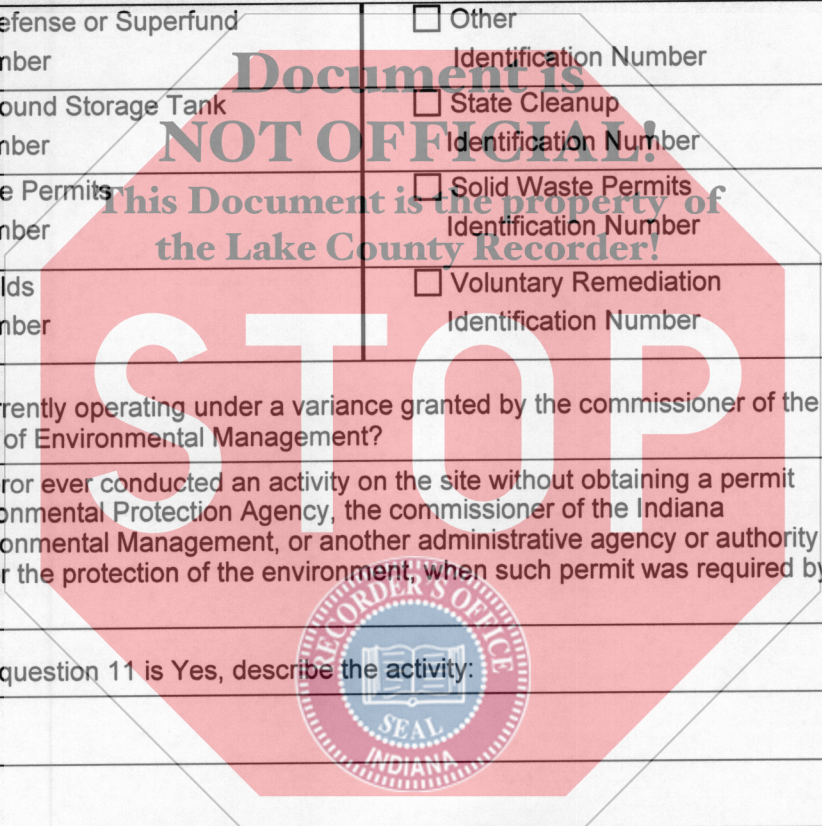 efense or Superfund
Other
nber
Identification Number
ound Storage Tank
State Cleanup
nber
Identification Number
e Permits
Solid Waste Permits
nber
Identification Number
lds
Voluntary Remediation
nber
Identification Number
rently operating under a variance granted by the commissioner of the
of Environmental Management?
ror ever conducted an activity on the site without obtaining a permit
onmental Protection Agency, the commissioner of the Indiana
onmental Management, or another administrative agency or authority
r the protection of the environment, when such permit was required by
question 11 is Yes, describe the activity:
Document is
NOT OFFICIAL!
This Document is the property of
the Lake County Recorder!
STOP
RECORDER'S OFFICE
SEAL
INDIANA